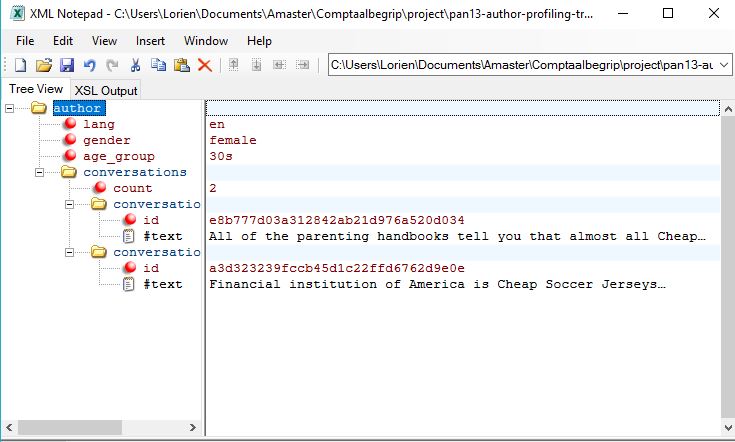 XML Notepad - C:\Users\Lorien\Documents\Amaster\Comptaalbegrip\project\pan13-author-profiling-tr...
File Edit View Insert Window Help
C:\Users\Lorien\Documents\Amaster\Comptaalbegrip\project\pan13-au
Tree View XSL Output
author
lang en
gender female
age_group 30s
conversations
count 2
conversatio
id e8b777d03a312842ab21d976a520d034
#text All of the parenting handbooks tell you that almost all Cheap…
conversatio
id a3d323239fccb45d1c22ffd6762d9e0e
#text Financial institution of America is Cheap Soccer Jerseys…